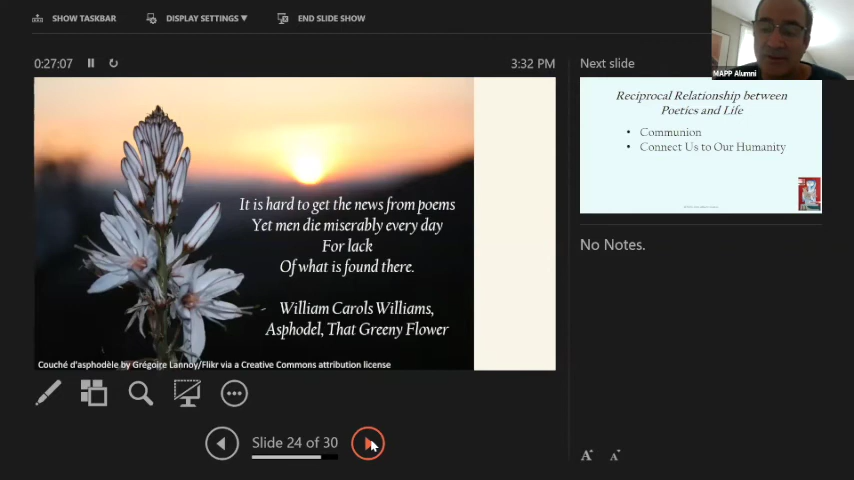 SHOW TASKBAR
DISPLAY SETTINGS ▼
END SLIDE SHOW
0:27:07
3:32 PM
Next slide
MAPP Alumni
It is hard to get the news from poems
Yet men die miserably every day
For lack
Of what is found there.
William Carols Williams,
Asphodel, That Greeny Flower
Couché d'asphodèle by Grégoire Lannoy/Flikr via a Creative Commons attribution license
Reciprocal Relationship between
Poetics and Life
• Communion
• Connect Us to Our Humanity
No Notes.
Slide 24 of 30
A A